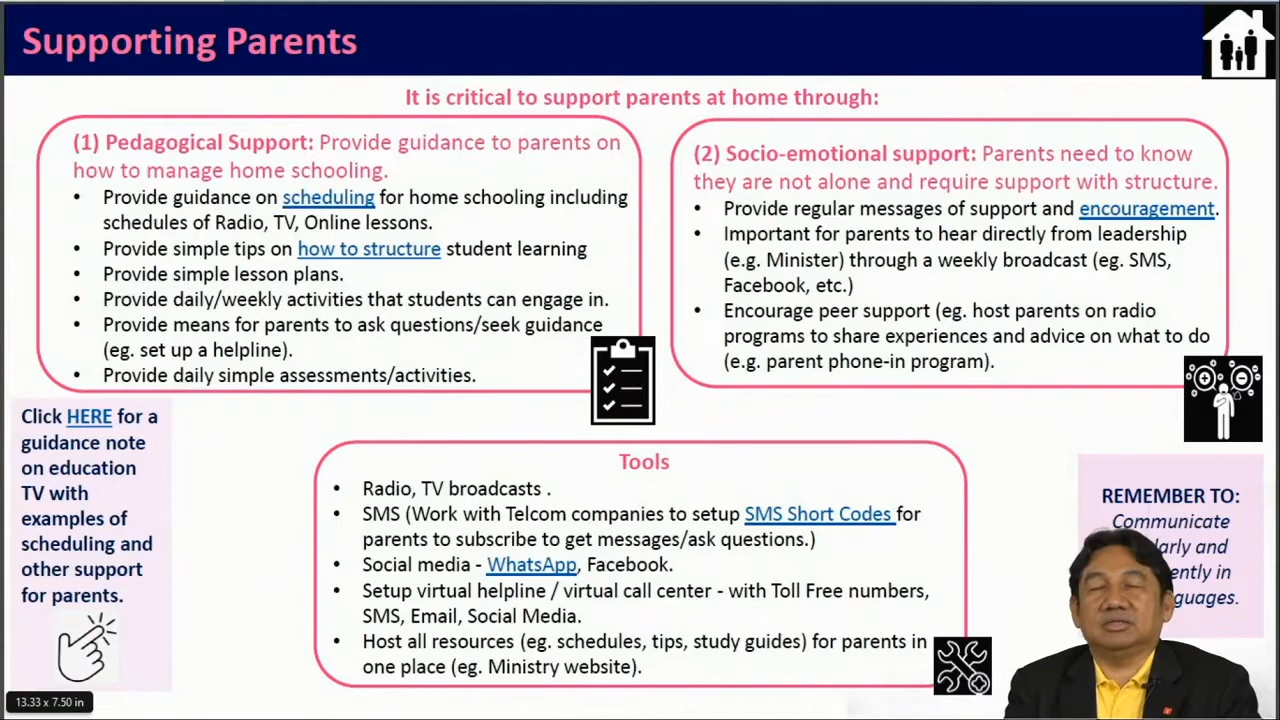 Supporting Parents
It is critical to support parents at home through:
(1) Pedagogical Support: Provide guidance to parents on
how to manage home schooling.
• Provide guidance on scheduling for home schooling including
schedules of Radio, TV, Online lessons.
• Provide simple tips on how to structure student learning
• Provide simple lesson plans.
• Provide daily/weekly activities that students can engage in.
• Provide means for parents to ask questions/seek guidance
(eg. set up a helpline).
• Provide daily simple assessments/activities.
(2) Socio-emotional support: Parents need to know
they are not alone and require support with structure.
• Provide regular messages of support and encouragement.
• Important for parents to hear directly from leadership
(e.g. Minister) through a weekly broadcast (eg. SMS,
Facebook, etc.)
• Encourage peer support (eg. host parents on radio
programs to share experiences and advice on what to do
(e.g. parent phone-in program).
Click HERE for a
guidance note
on education
TV with
examples of
scheduling and
other support
for parents.
Tools
• Radio, TV broadcasts .
• SMS (Work with Telcom companies to setup SMS Short Codes for
parents to subscribe to get messages/ask questions.)
• Social media - WhatsApp, Facebook.
• Setup virtual helpline / virtual call center - with Toll Free numbers,
SMS, Email, Social Media.
• Host all resources (eg. schedules, tips, study guides) for parents in
one place (eg. Ministry website).
REMEMBER TO:
Communicate
and
in
13.33 x 7.50 in